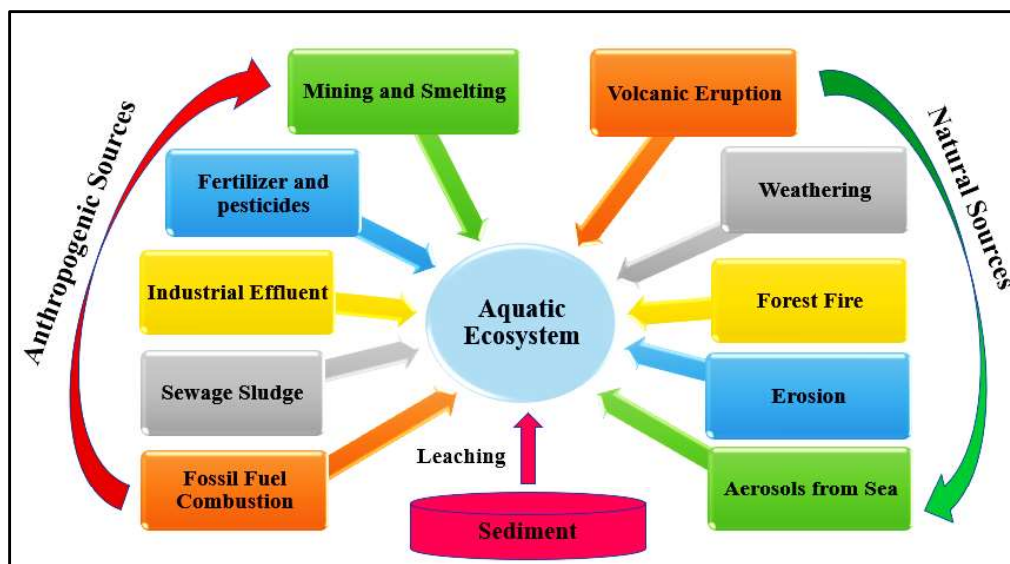 Anthropogenic Sources
Mining and Smelting
Fertilizer and
pesticides
Industrial Effluent
Sewage Sludge
Fossil Fuel
Combustion
Aquatic
Ecosystem
Leaching
Sediment
Volcanic Eruption
Weathering
Forest Fire
Erosion
Aerosols from Sea
Natural Sources